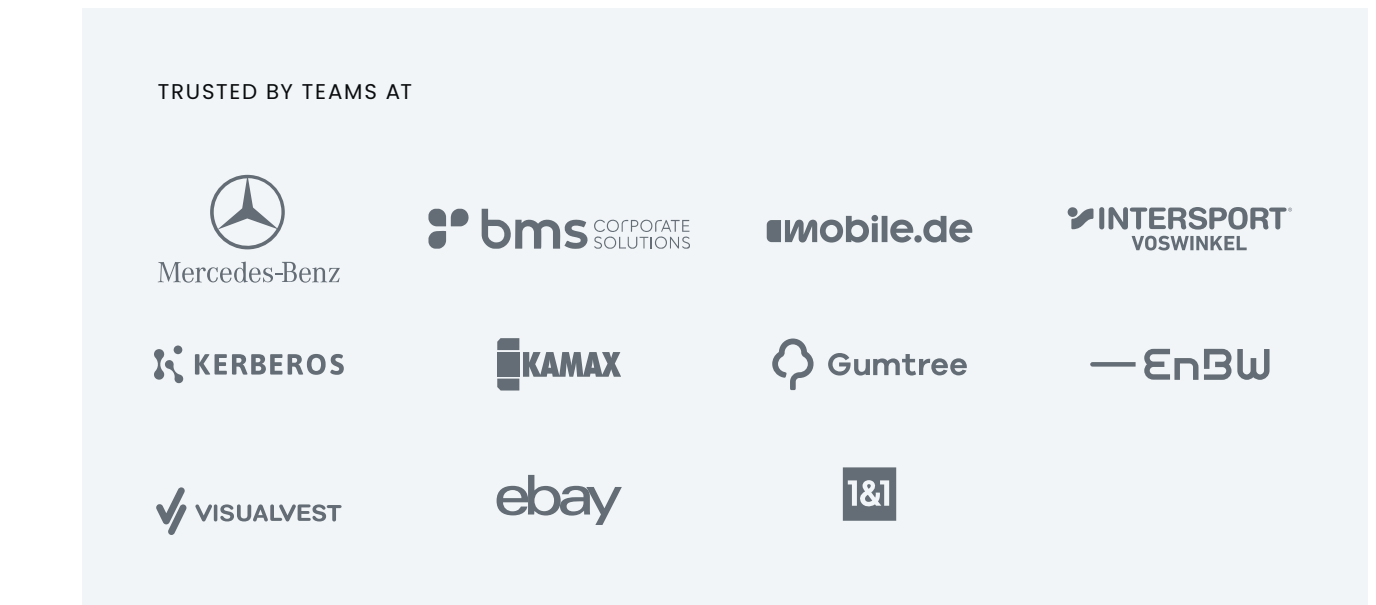 TRUSTED BY TEAMS AT
Mercedes-Benz
bms CORPORATE SOLUTIONS
mobile.de
INTERSPORT®
VOSWINKEL
KERBEROS
KAMAX
Gumtree
EnBW
VISUALVEST
ebay
1&1